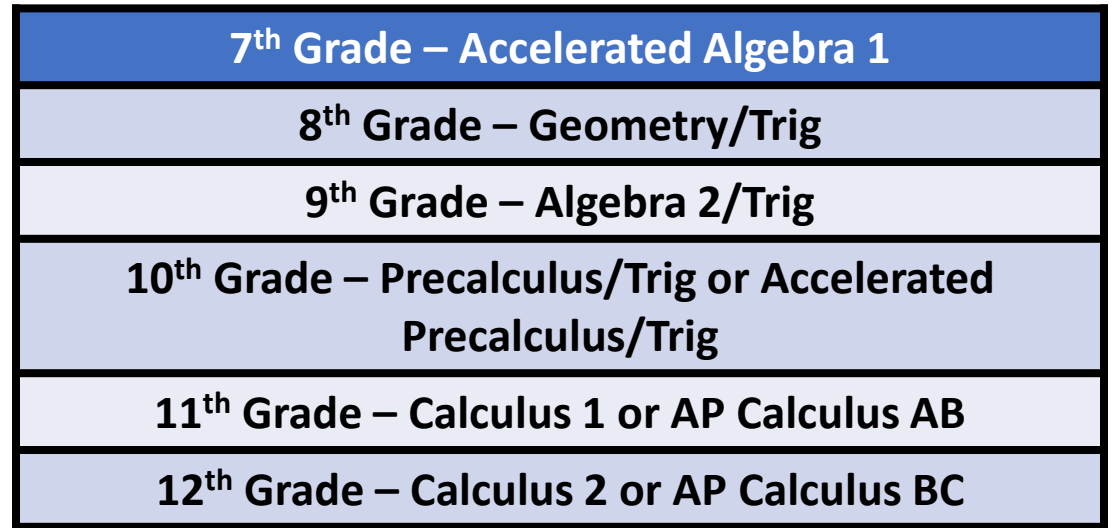 7th Grade – Accelerated Algebra 1
8th Grade – Geometry/Trig
9th Grade – Algebra 2/Trig
10th Grade – Precalculus/Trig or Accelerated
Precalculus/Trig
11th Grade – Calculus 1 or AP Calculus AB
12th Grade – Calculus 2 or AP Calculus BC